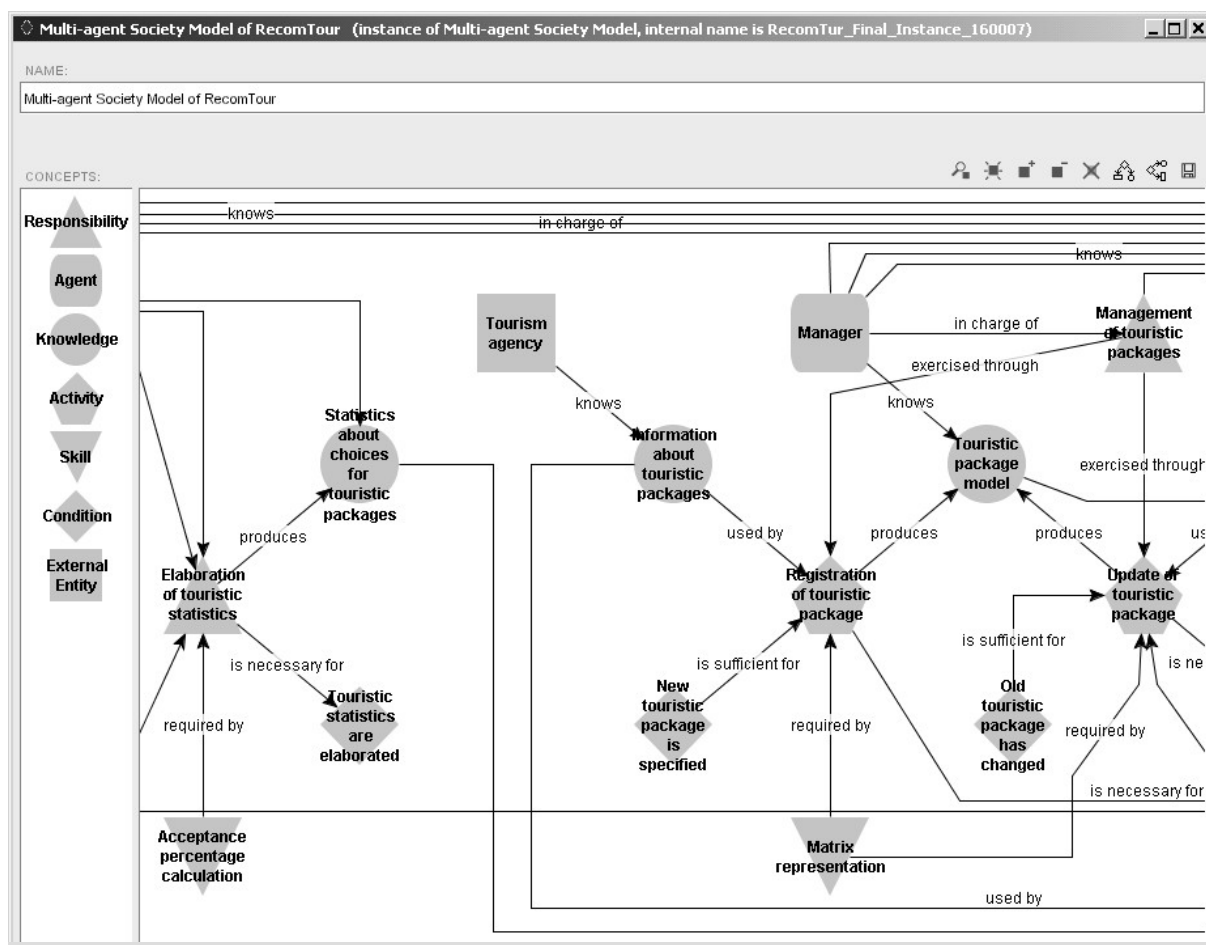 Multi-agent Society Model of RecomTour (instance of Multi-agent Society Model, internal name is RecomTur_Final_Instance_160007)
NAME:
Multi-agent Society Model of RecomTour
CONCEPTS:
Responsibility
Agent
Knowledge
Activity
Skill
Condition
External
Entity
knows
in charge of
knows
Tourism
agency
Manager
in charge of
Management
of touristic
packages
exercised through
knows
knows
Statistics
about
choices
for
touristic
packages
Information
about
touristic
packages
Touristic
package
model
exercised through
produces
used by
produces
produces
us
Elaboration
of touristic
statistics
Registration
of touristic
package
Update of
touristic
package
is necessary for
is sufficient for
is sufficient for
is ne
Touristic
statistics
are
elaborated
New
touristic
package
is
specified
Old
touristic
package
has
changed
required by
required by
required by
is necessary for
Acceptance
percentage
calculation
Matrix
representation
used by